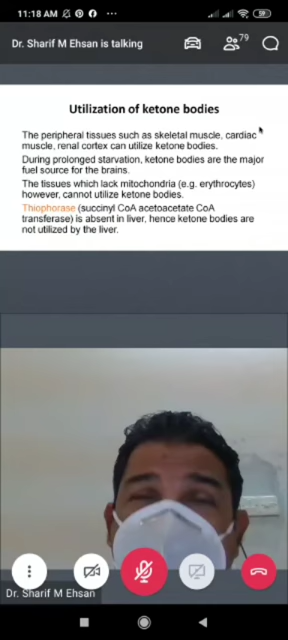 11:18 AM
Dr. Sharif M Ehsan is talking
79
Utilization of ketone bodies
The peripheral tissues such as skeletal muscle, cardiac
muscle, renal cortex can utilize ketone bodies.
During prolonged starvation, ketone bodies are the major
fuel source for the brains.
The tissues which lack mitochondria (e.g. erythrocytes)
however, cannot utilize ketone bodies.
Thiophorase (succinyl CoA acetoacetate CoA
transferase) is absent in liver, hence ketone bodies are
not utilized by the liver.
Dr. Sharif M Ehsan